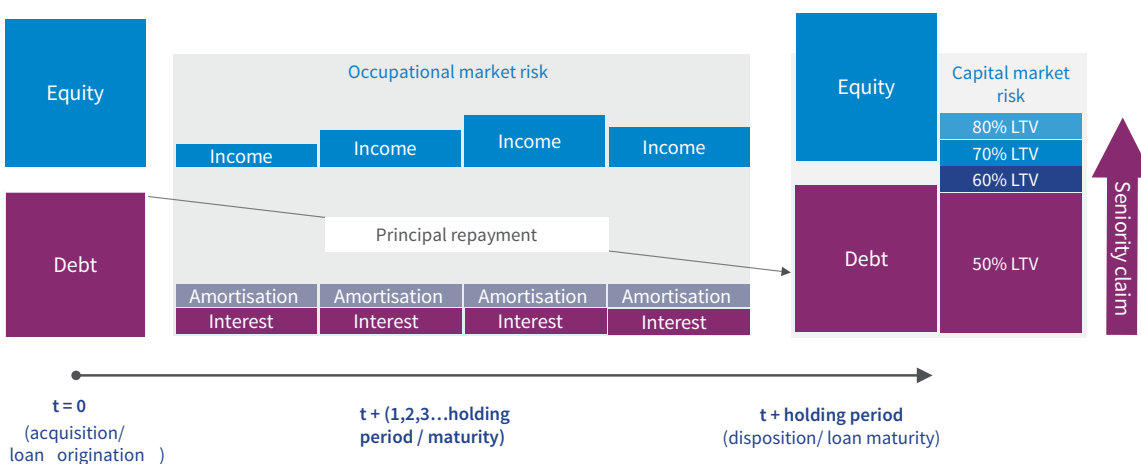 Equity
Debt
Occupational market risk
Income
Income
Income
Income
Principal repayment
Amortisation
Amortisation
Amortisation
Amortisation
Interest
Interest
Interest
Interest
Equity
Debt
Capital market
risk
80% LTV
70% LTV
60% LTV
50% LTV
Seniority claim
t = 0
(acquisition/
loan origination )
t + (1,2,3…holding
period / maturity)
t + holding period
(disposition/ loan maturity)